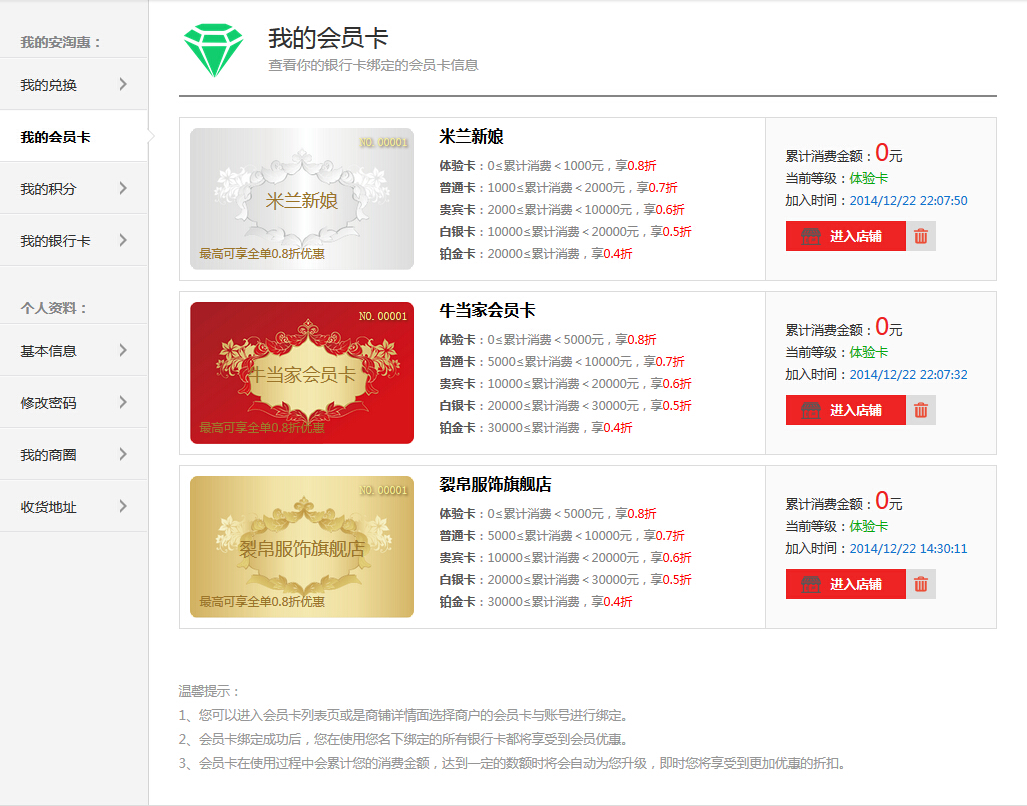 我的安淘惠：
我的兑换
我的会员卡
我的积分
我的银行卡
个人资料：
基本信息
修改密码
我的商圈
收货地址
我的会员卡
查看你的银行卡绑定的会员卡信息
NO. 00001
米兰新娘
最高可享全单0.8折优惠
米兰新娘
体验卡：0≤累计消费＜1000元，享0.8折
普通卡：1000≤累计消费＜2000元，享0.7折
贵宾卡：2000≤累计消费＜10000元，享0.6折
白银卡：10000≤累计消费＜20000元，享0.5折
铂金卡：20000≤累计消费，享0.4折
累计消费金额：0元
当前等级：体验卡
加入时间：2014/12/22 22:07:50
进入店铺
NO. 00001
牛当家会员卡
最高可享全单0.8折优惠
牛当家会员卡
体验卡：0≤累计消费＜5000元，享0.8折
普通卡：5000≤累计消费＜10000元，享0.7折
贵宾卡：10000≤累计消费＜20000元，享0.6折
白银卡：20000≤累计消费＜30000元，享0.5折
铂金卡：30000≤累计消费，享0.4折
累计消费金额：0元
当前等级：体验卡
加入时间：2014/12/22 22:07:32
进入店铺
NO. 00001
裂帛服饰旗舰店
最高可享全单0.8折优惠
裂帛服饰旗舰店
体验卡：0≤累计消费＜5000元，享0.8折
普通卡：5000≤累计消费＜10000元，享0.7折
贵宾卡：10000≤累计消费＜20000元，享0.6折
白银卡：20000≤累计消费＜30000元，享0.5折
铂金卡：30000≤累计消费，享0.4折
累计消费金额：0元
当前等级：体验卡
加入时间：2014/12/22 14:30:11
进入店铺
温馨提示：
1、您可以进入会员卡列表页或是商铺详情面选择商户的会员卡与账号进行绑定。
2、会员卡绑定成功后，您在使用您名下绑定的所有银行卡都将享受到会员优惠。
3、会员卡在使用过程中会累计您的消费金额，达到一定的数额时将会自动为您升级，即时您将享受到更加优惠的折扣。